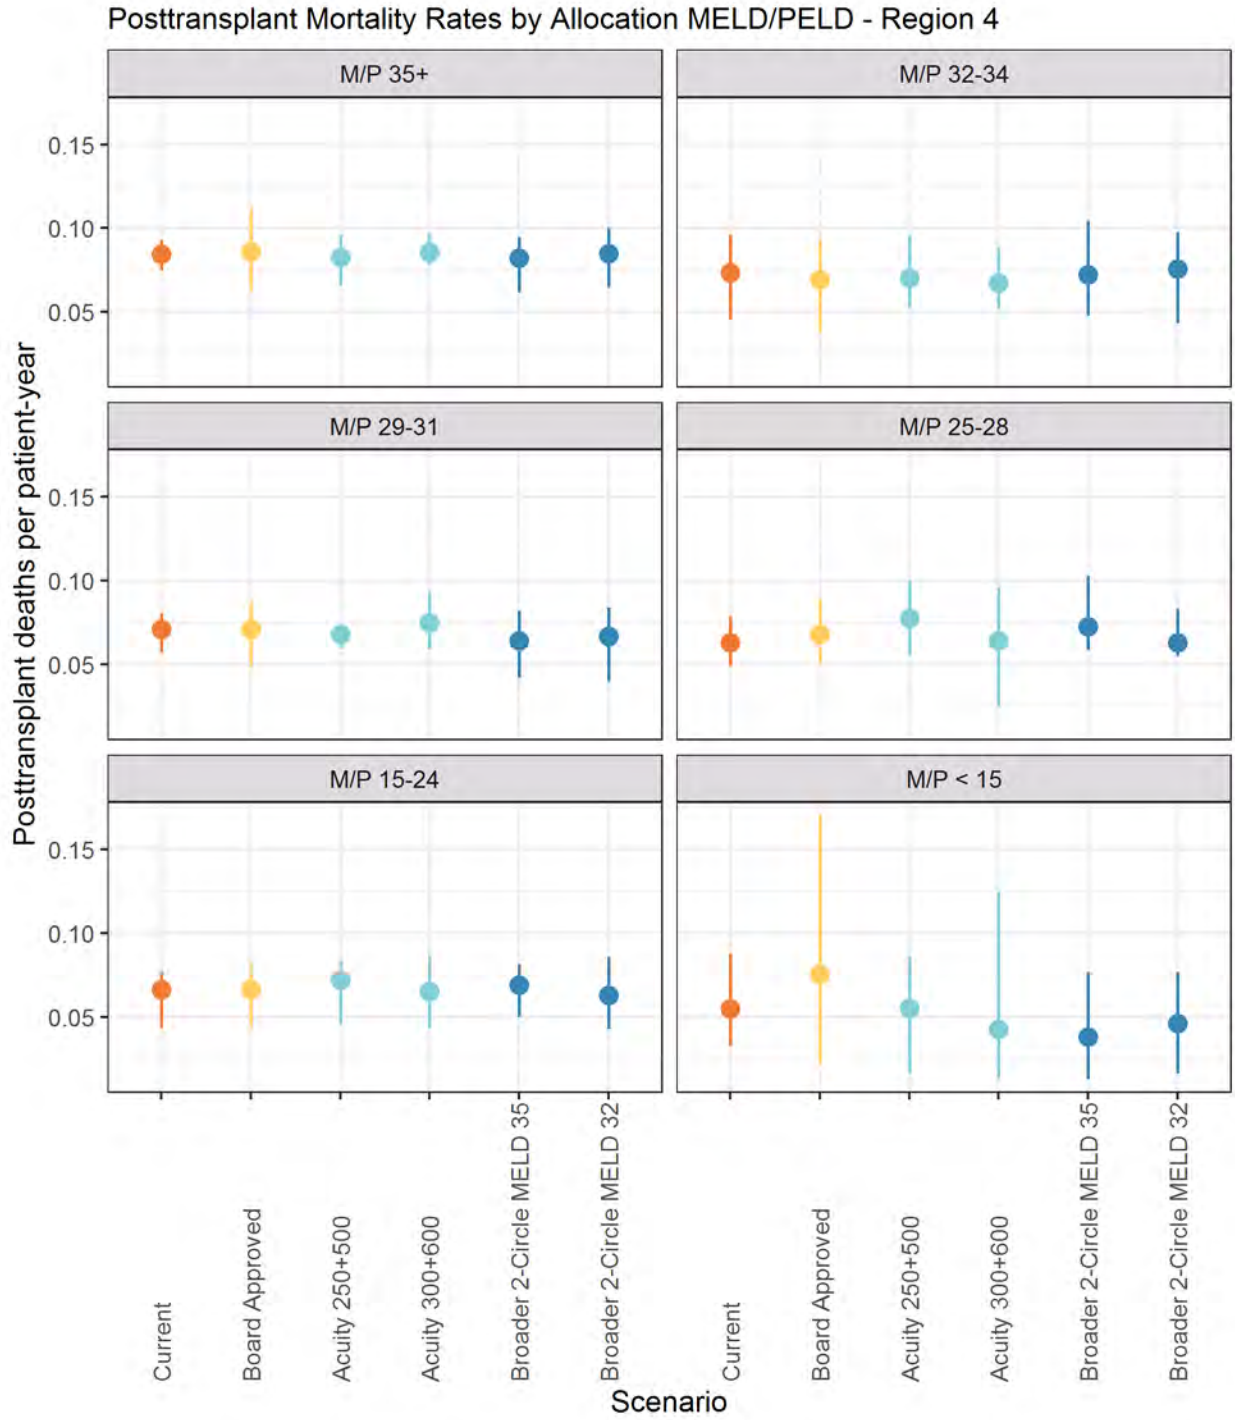 Posttransplant Mortality Rates by Allocation MELD/PELD - Region 4
M/P 35+
M/P 32-34
0.15
0.10
0.05
M/P 29-31
M/P 25-28
0.15
0.10
0.05
M/P 15-24
M/P < 15
0.15
0.10
0.05
Posttransplant deaths per patient-year
Current
Board Approved
Acuity 250+500
Acuity 300+600
Broader 2-Circle MELD 35
Broader 2-Circle MELD 32
Current
Board Approved
Acuity 250+500
Acuity 300+600
Broader 2-Circle MELD 35
Broader 2-Circle MELD 32
Scenario